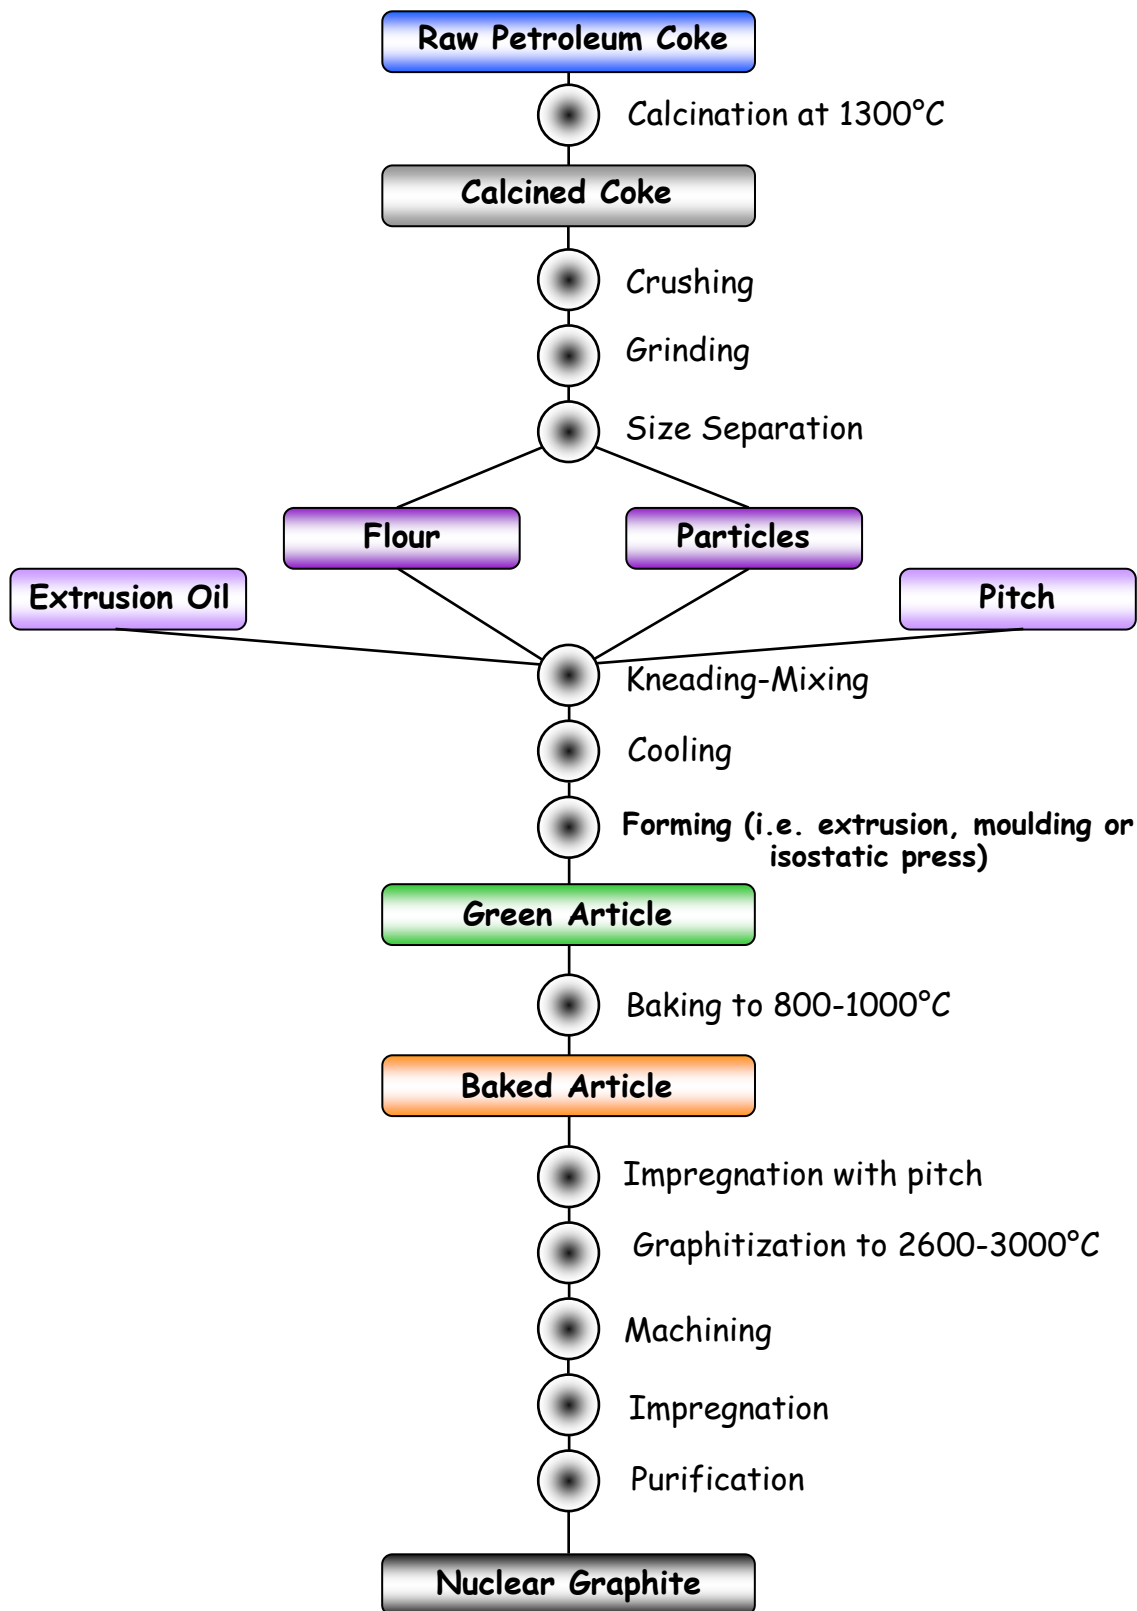 Raw Petroleum Coke
Calcination at 1300°C
Calcined Coke
Crushing
Grinding
Size Separation
Flour
Particles
Extrusion Oil
Pitch
Kneading-Mixing
Cooling
Forming (i.e. extrusion, moulding or
isostatic press)
Green Article
Baking to 800-1000°C
Baked Article
Impregnation with pitch
Graphitization to 2600-3000°C
Machining
Impregnation
Purification
Nuclear Graphite